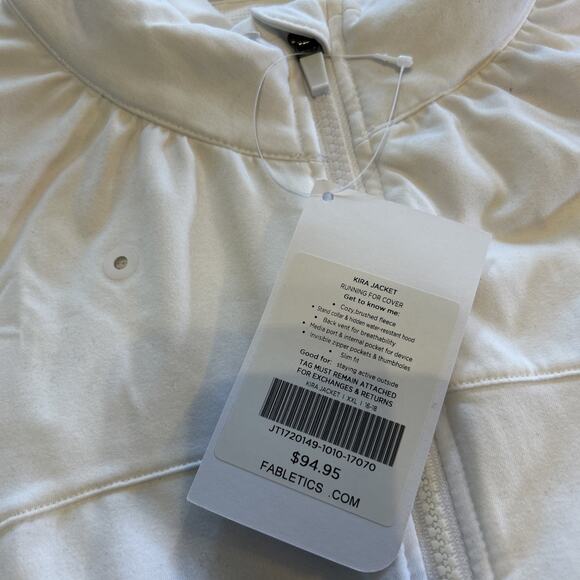 KIRA JACKET
RUNNING FOR COVER
Get to know me:
• Cozy, brushed fleece
• Stand collar & hidden water-resistant hood
• Back vent for breathability
• Media port & internal pocket for device
Invisible zipper pockets & thumbholes
• Slim fit
Good for: staying active outside
TAG MUST REMAIN ATTACHED
FOR EXCHANGES & RETURNS
KIRA JACKET | XXL | 16-18
JT1720149-1010-17070
$94.95
FABLETICS .COM